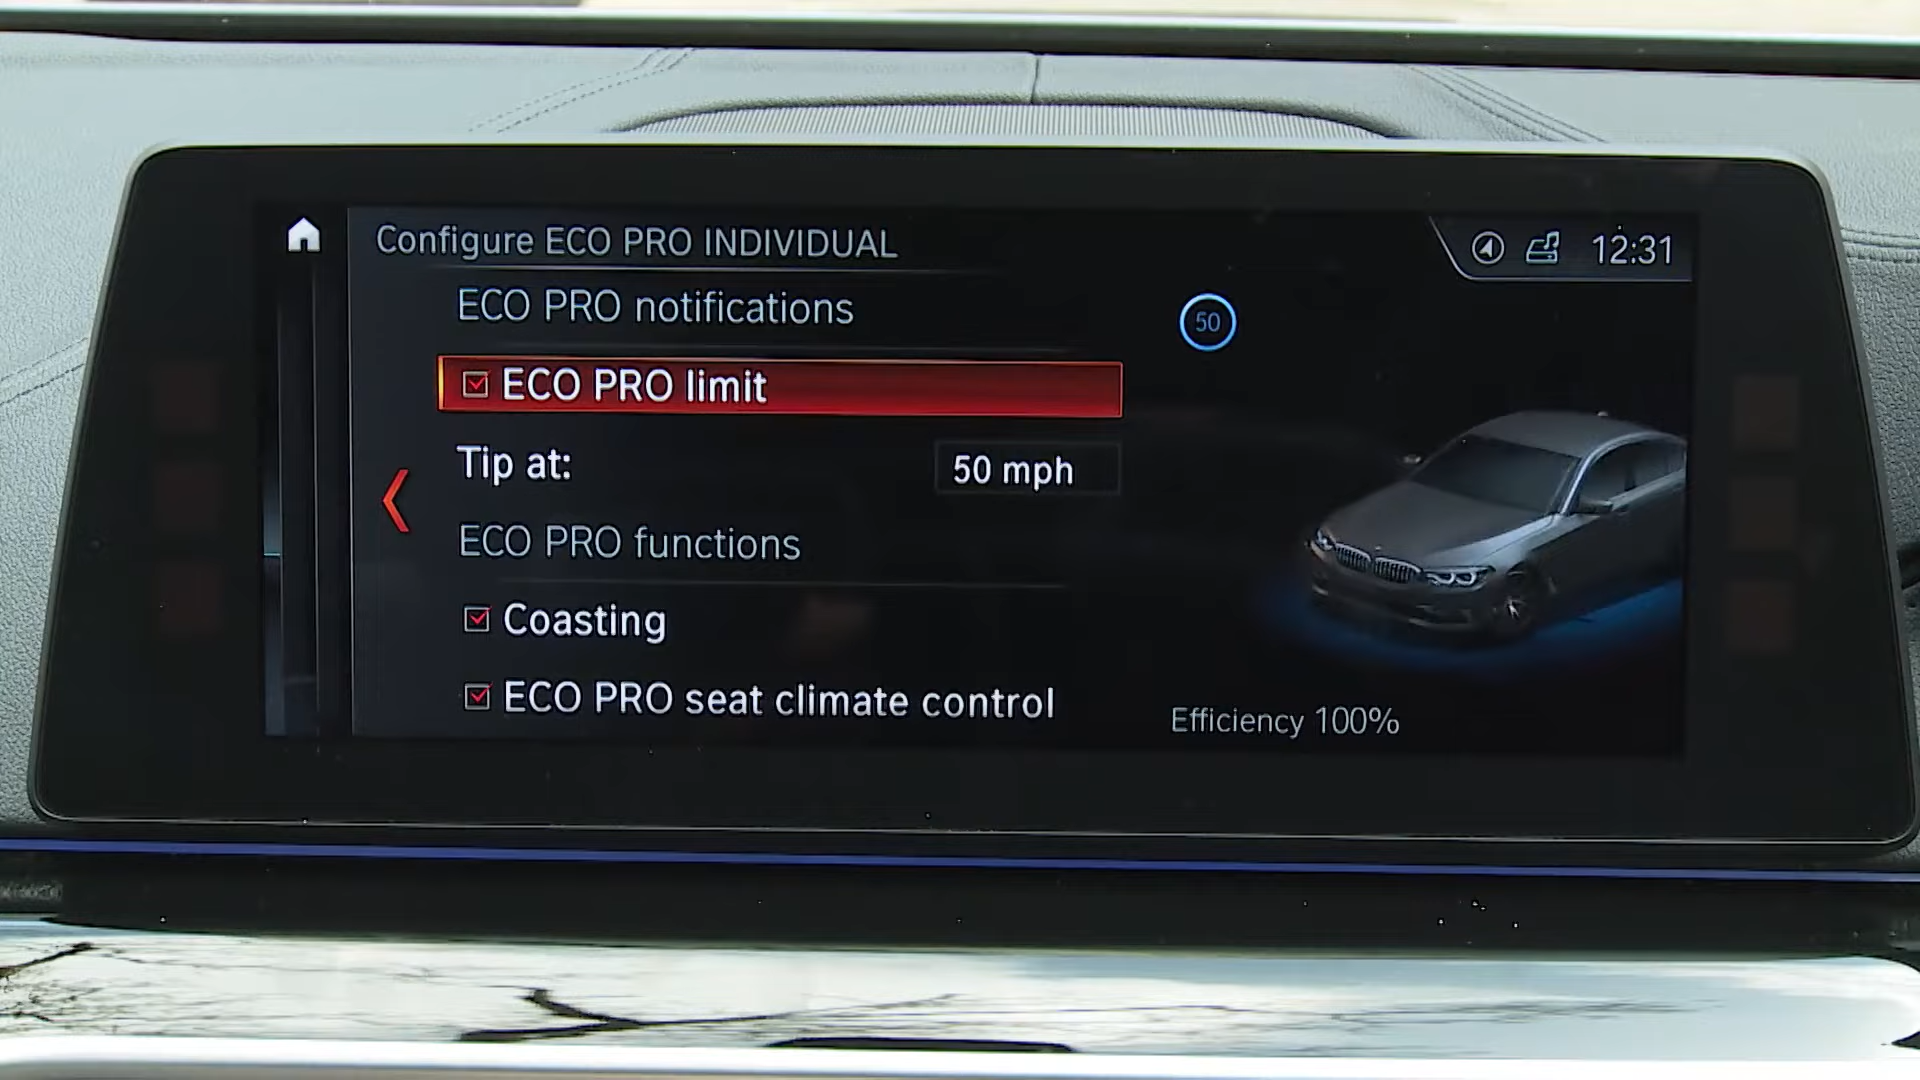 Configure ECO PRO INDIVIDUAL
12:31
ECO PRO notifications
50
ECO PRO limit
Tip at:
50 mph
ECO PRO functions
Coasting
ECO PRO seat climate control
Efficiency 100%